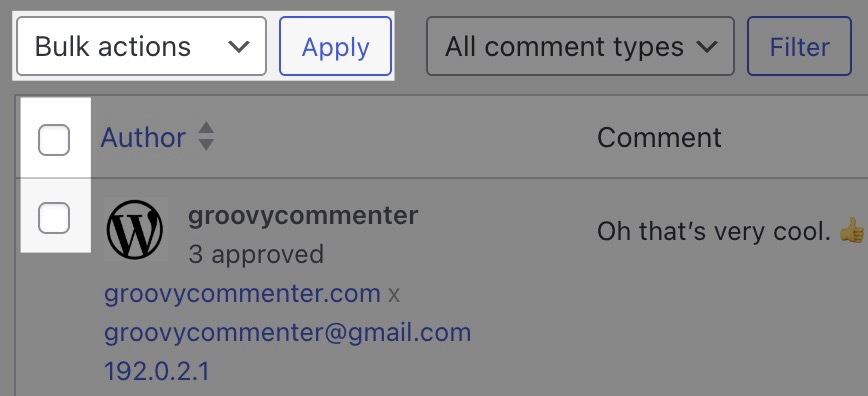 Bulk actions Apply All comment types Filter
Author Comment
groovycommenter
3 approved
Oh that’s very cool. 👍
groovycommenter.com x
groovycommenter@gmail.com
192.0.2.1